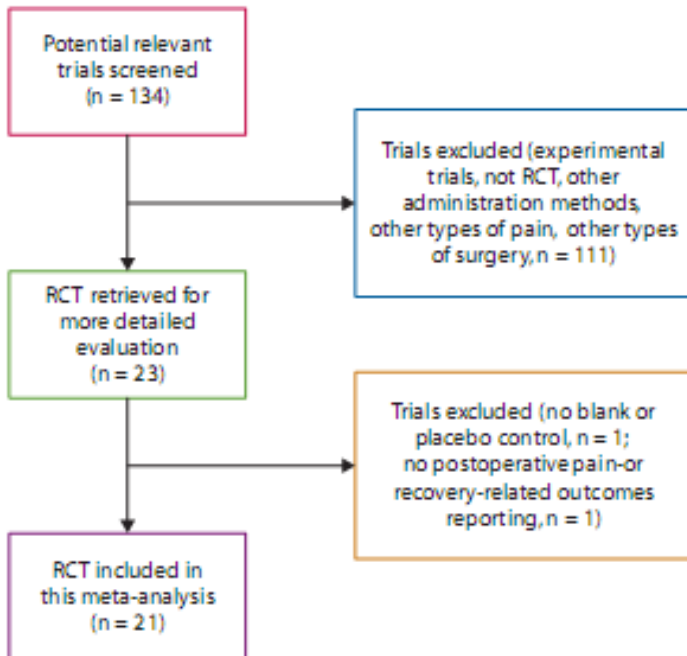 Potential relevant
trials screened
(n = 134)
Trials excluded (experimental
trials, not RCT, other
administration methods,
other types of pain, other types
of surgery, n = 111)
RCT retrieved for
more detailed
evaluation
(n = 23)
Trials excluded (no blank or
placebo control, n = 1;
no postoperative pain-or
recovery-related outcomes
reporting, n = 1)
RCT included in
this meta-analysis
(n = 21)